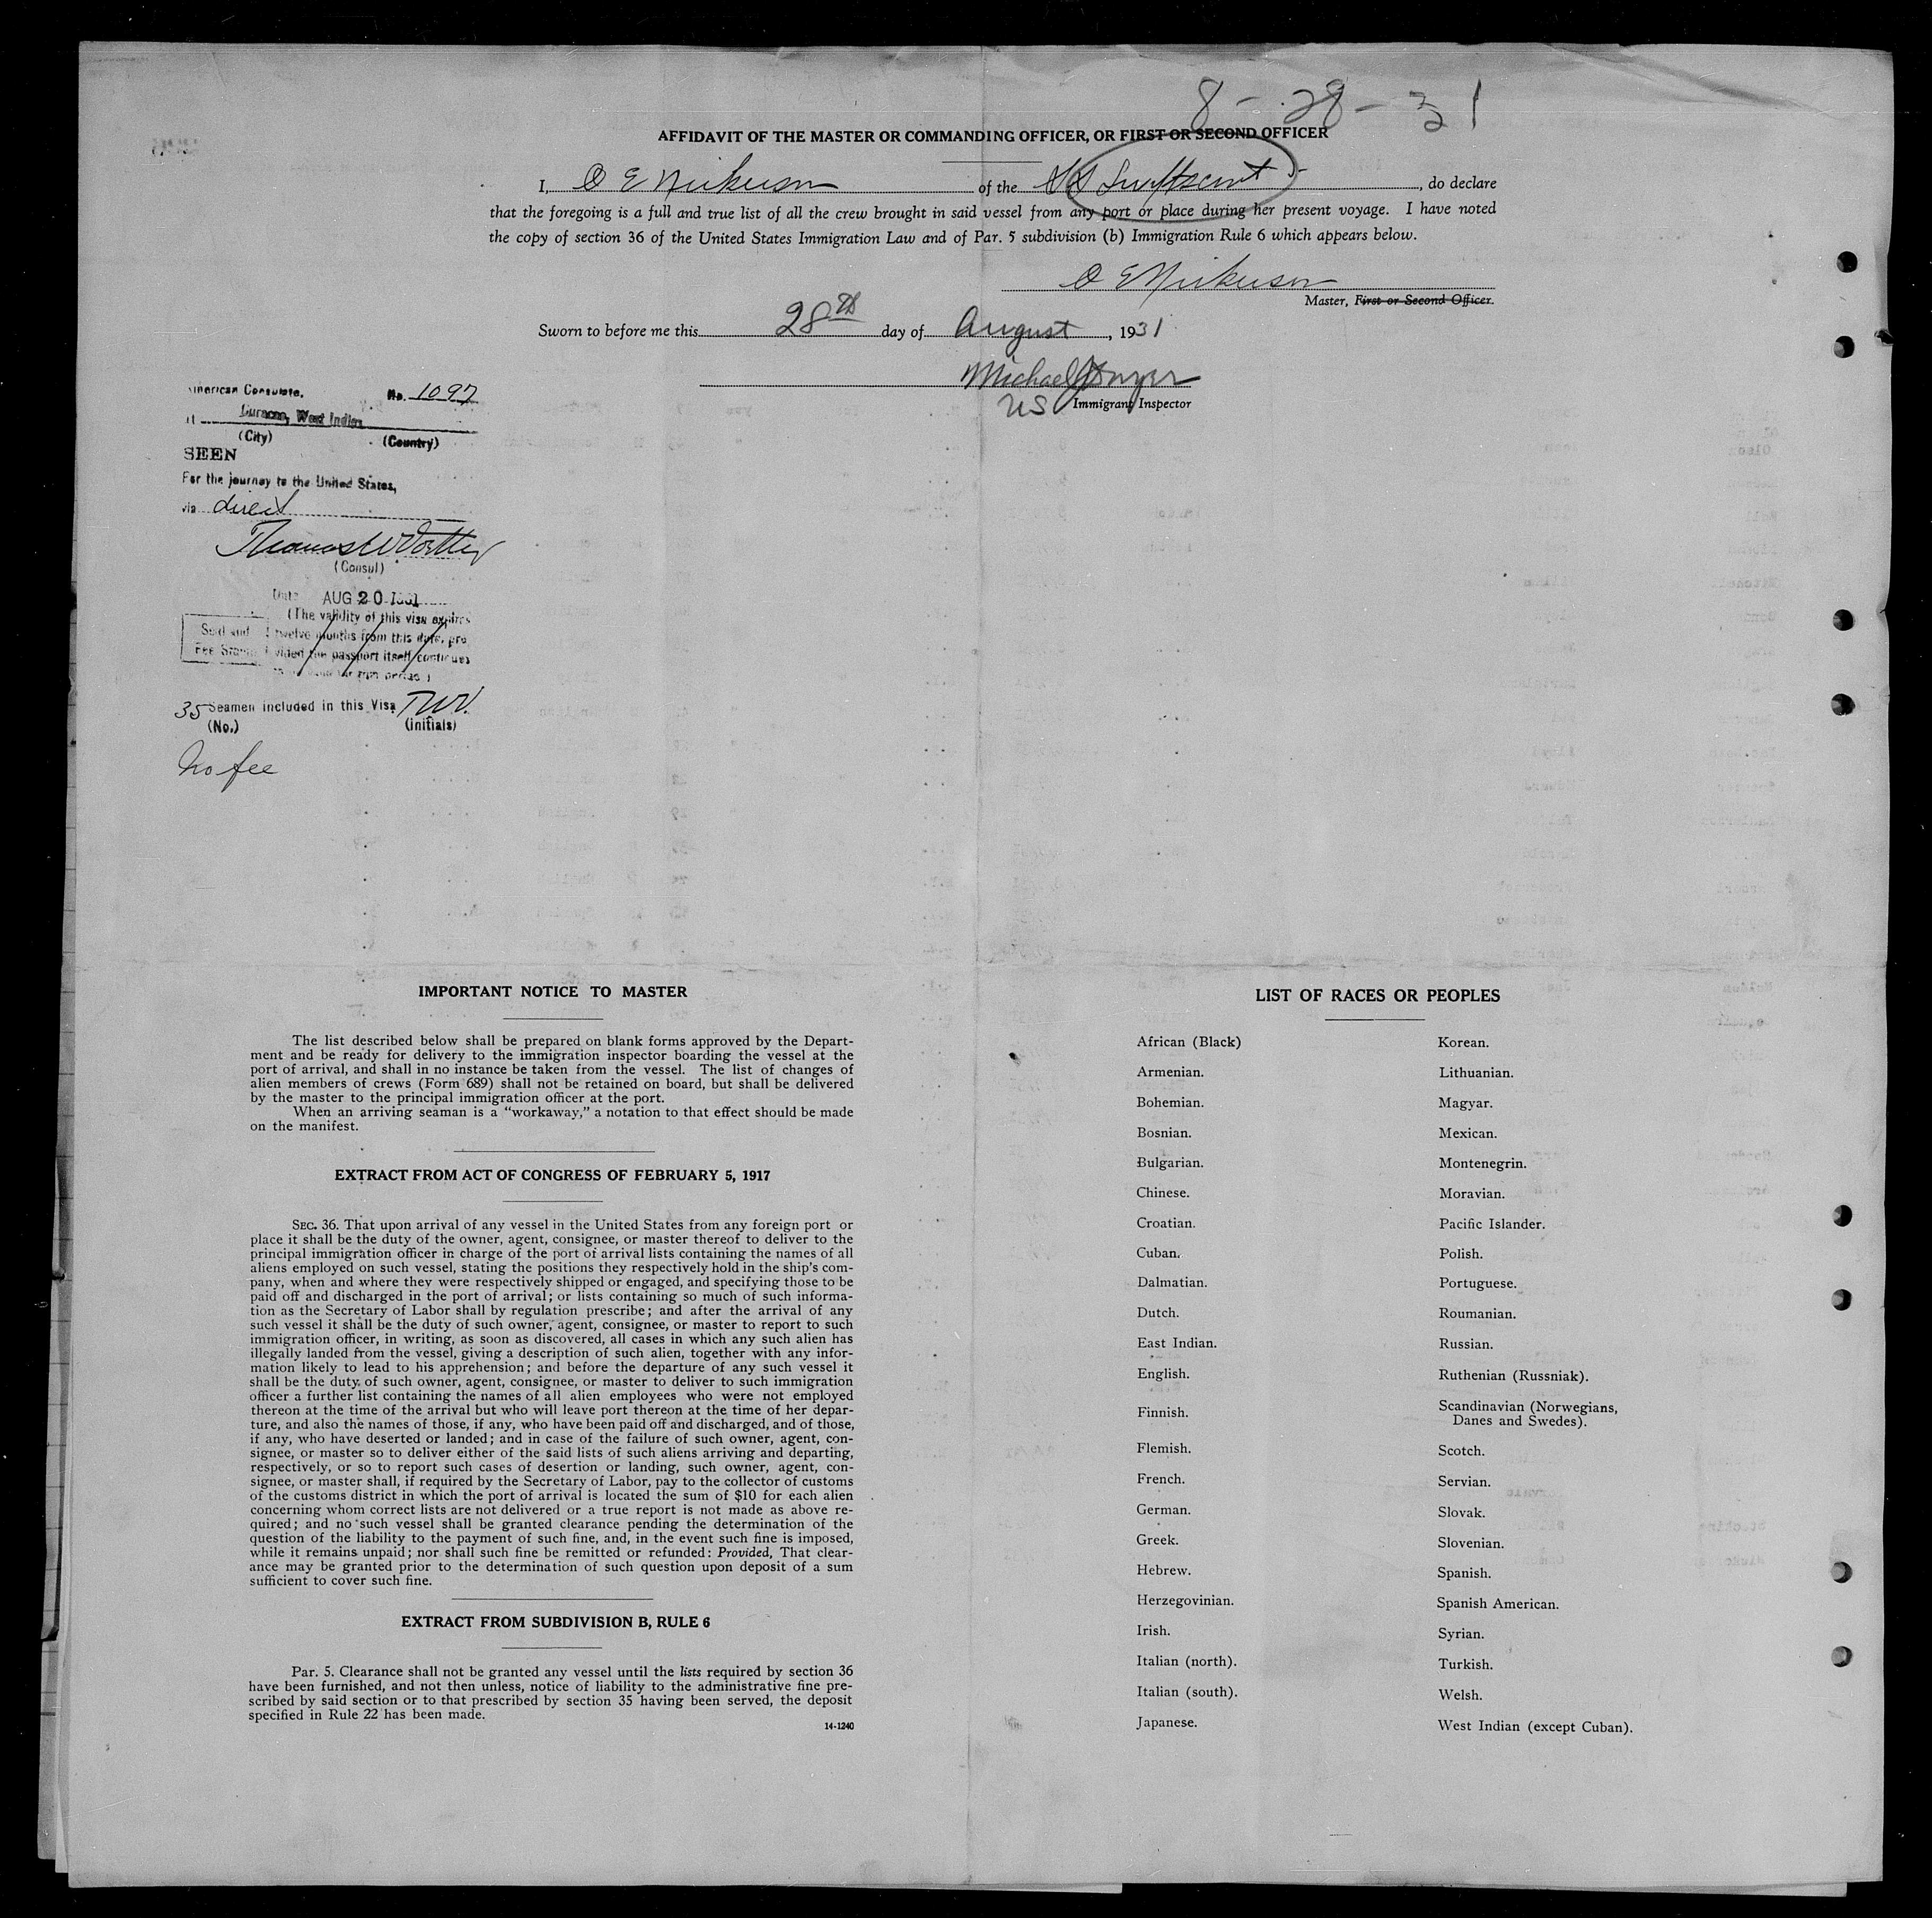 8-28-31
AFFIDAVIT OF THE MASTER OR COMMANDING OFFICER, OR FIRST OR SECOND OFFICER
I, O E Nickerson of the SS Swiftscout, do declare
that the foregoing is a full and true list of all the crew brought in said vessel from any port or place during her present voyage. I have noted
the copy of section 36 of the United States Immigration Law and of Par. 5 subdivision (b) Immigration Rule 6 which appears below.
O E Nickerson
Master, First or Second Officer.
Sworn to before me this 28th day of August, 1931
Michael Dwyer
US Immigrant Inspector
American Consulate, No. 1097
Curacao, West Indies
(City) (Country)
SEEN
For the journey to the United States,
via direct
(Consul)
Date AUG 20 1931
(The validity of this visa expires
twelve months from this date, pro
Fee Stamp vided the passport itself continues
35 Seamen included in this Visa TWV.
(No.) (initials)
No fee
IMPORTANT NOTICE TO MASTER
The list described below shall be prepared on blank forms approved by the Depart-
ment and be ready for delivery to the immigration inspector boarding the vessel at the
port of arrival, and shall in no instance be taken from the vessel. The list of changes of
alien members of crews (Form 689) shall not be retained on board, but shall be delivered
by the master to the principal immigration officer at the port.
When an arriving seaman is a "workaway," a notation to that effect should be made
on the manifest.
EXTRACT FROM ACT OF CONGRESS OF FEBRUARY 5, 1917
SEC. 36. That upon arrival of any vessel in the United States from any foreign port or
place it shall be the duty of the owner, agent, consignee, or master thereof to deliver to the
principal immigration officer in charge of the port of arrival lists containing the names of all
aliens employed on such vessel, stating the positions they respectively hold in the ship's com-
pany, when and where they were respectively shipped or engaged, and specifying those to be
paid off and discharged in the port of arrival; or lists containing so much of such informa-
tion as the Secretary of Labor shall by regulation prescribe; and after the arrival of any
such vessel it shall be the duty of such owner, agent, consignee, or master to report to such
immigration officer, in writing, as soon as discovered, all cases in which any such alien has
illegally landed from the vessel, giving a description of such alien, together with any infor-
mation likely to lead to his apprehension; and before the departure of any such vessel it
shall be the duty of such owner, agent, consignee, or master to deliver to such immigration
officer a further list containing the names of all alien employees who were not employed
thereon at the time of the arrival but who will leave port thereon at the time of her depar-
ture, and also the names of those, if any, who have been paid off and discharged, and of those,
if any, who have deserted or landed; and in case of the failure of such owner, agent, con-
signee, or master so to deliver either of the said lists of such aliens arriving and departing,
respectively, or so to report such cases of desertion or landing, such owner, agent, con-
signee, or master shall, if required by the Secretary of Labor, pay to the collector of customs
of the customs district in which the port of arrival is located the sum of $10 for each alien
concerning whom correct lists are not delivered or a true report is not made as above re-
quired; and no such vessel shall be granted clearance pending the determination of the
question of the liability to the payment of such fine, and, in the event such fine is imposed,
while it remains unpaid; nor shall such fine be remitted or refunded: Provided, That clear-
ance may be granted prior to the determination of such question upon deposit of a sum
sufficient to cover such fine.
EXTRACT FROM SUBDIVISION B, RULE 6
Par. 5. Clearance shall not be granted any vessel until the lists required by section 36
have been furnished, and not then unless, notice of liability to the administrative fine pre-
scribed by said section or to that prescribed by section 35 having been served, the deposit
specified in Rule 22 has been made.
14-1240
LIST OF RACES OR PEOPLES
African (Black)
Armenian.
Bohemian.
Bosnian.
Bulgarian.
Chinese.
Croatian.
Cuban.
Dalmatian.
Dutch.
East Indian.
English.
Finnish.
Flemish.
French.
German.
Greek.
Hebrew.
Herzegovinian.
Irish.
Italian (north).
Italian (south).
Japanese.
Korean.
Lithuanian.
Magyar.
Mexican.
Montenegrin.
Moravian.
Pacific Islander.
Polish.
Portuguese.
Roumanian.
Russian.
Ruthenian (Russniak).
Scandinavian (Norwegians,
Danes and Swedes).
Scotch.
Servian.
Slovak.
Slovenian.
Spanish.
Spanish American.
Syrian.
Turkish.
Welsh.
West Indian (except Cuban).